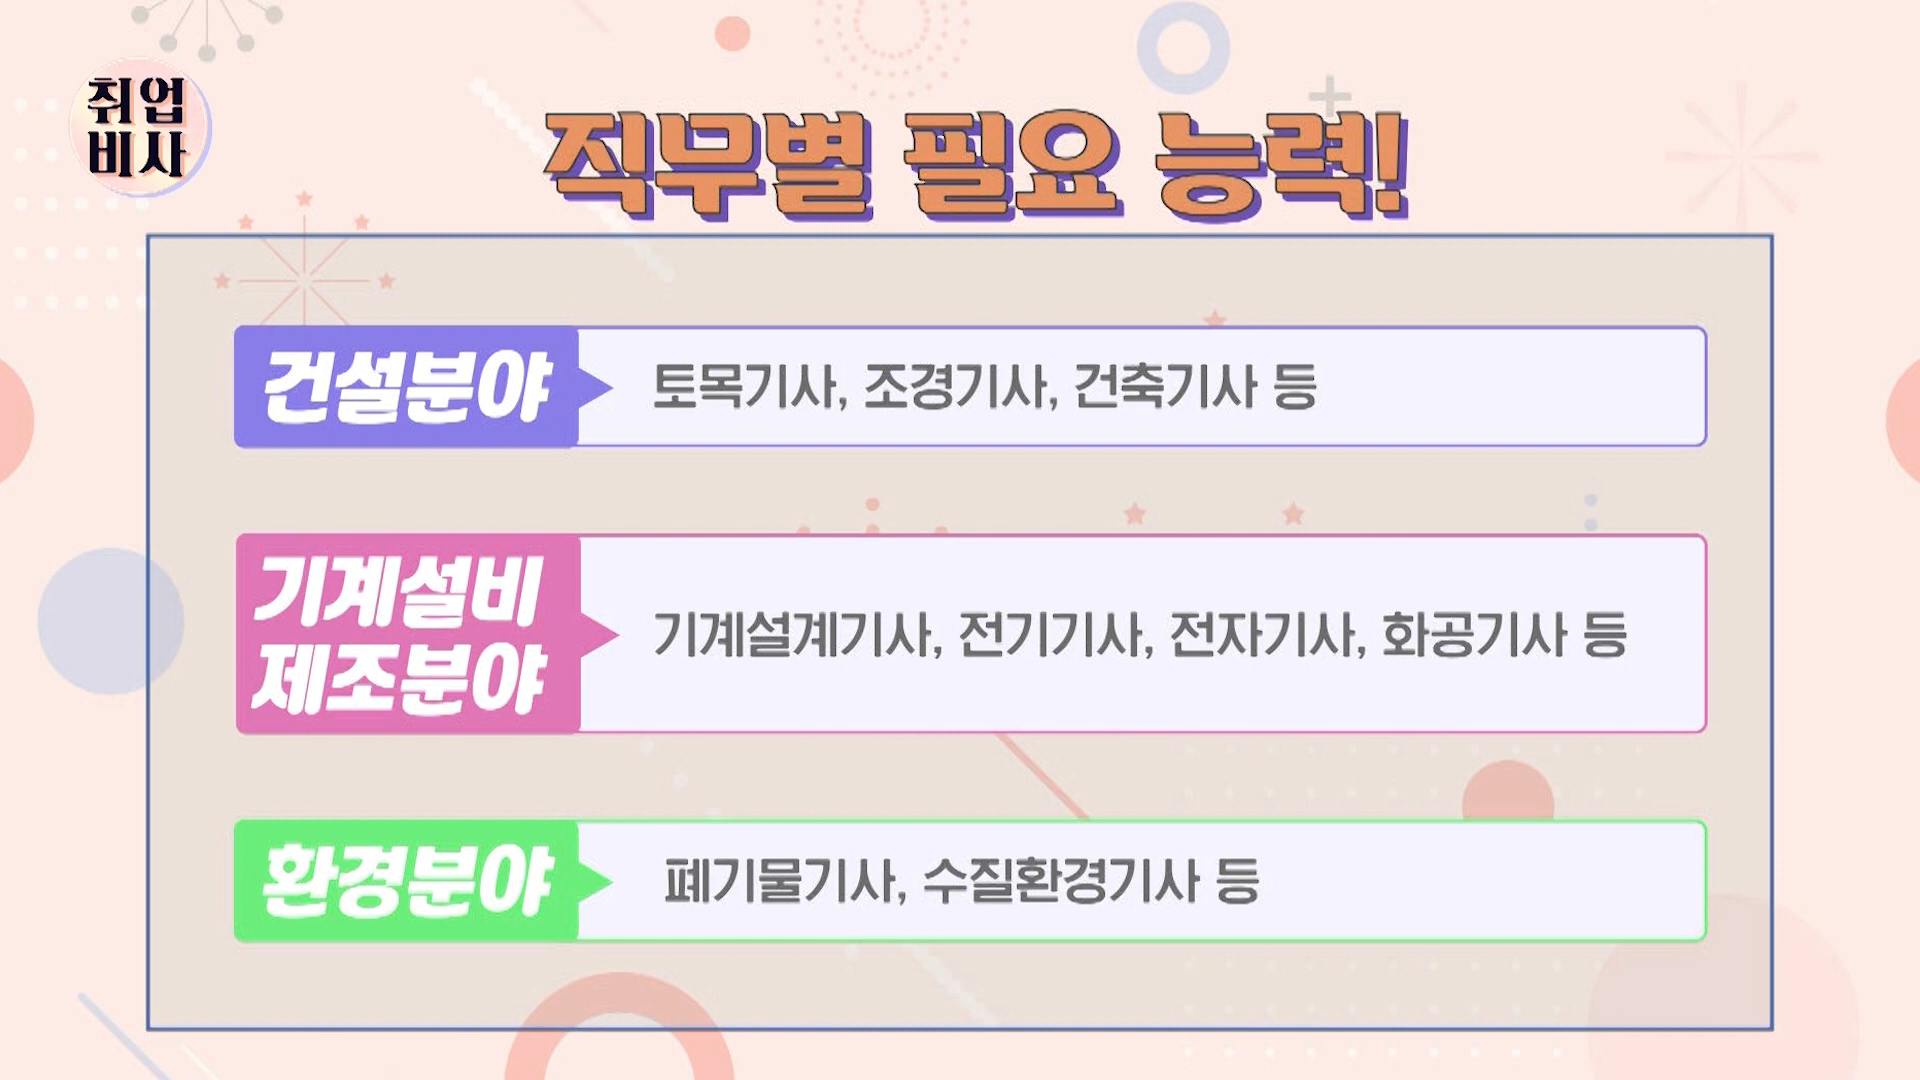 취업
비사
직무별 필요 능력!
건설분야
토목기사, 조경기사, 건축기사 등
기계설비
제조분야
기계설계기사, 전기기사, 전자기사, 화공기사 등
환경분야
폐기물기사, 수질환경기사 등